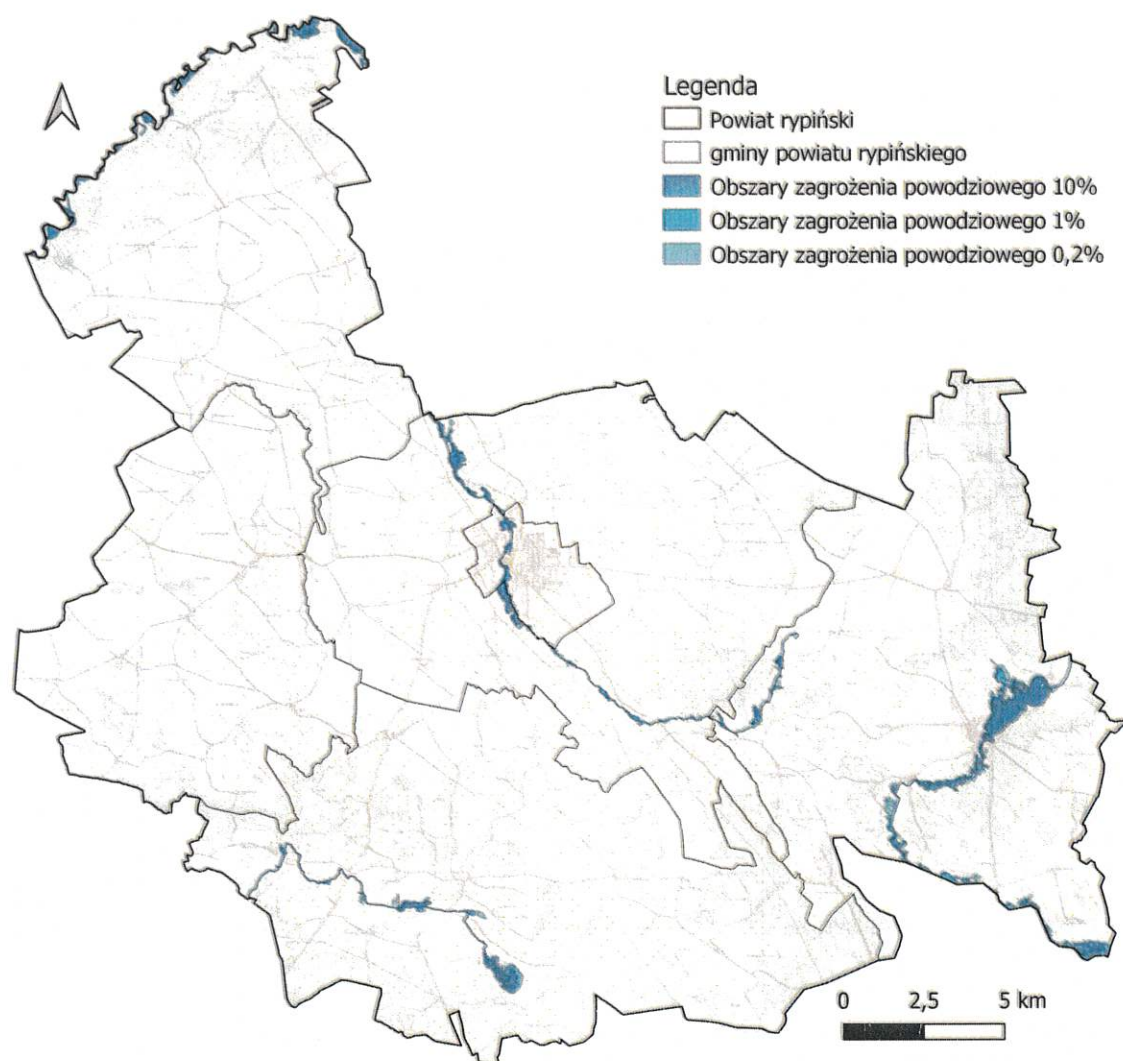 Legenda
Powiat rypiński
gminy powiatu rypińskiego
Obszary zagrożenia powodziowego 10%
Obszary zagrożenia powodziowego 1%
Obszary zagrożenia powodziowego 0,2%
0 2,5 5 km